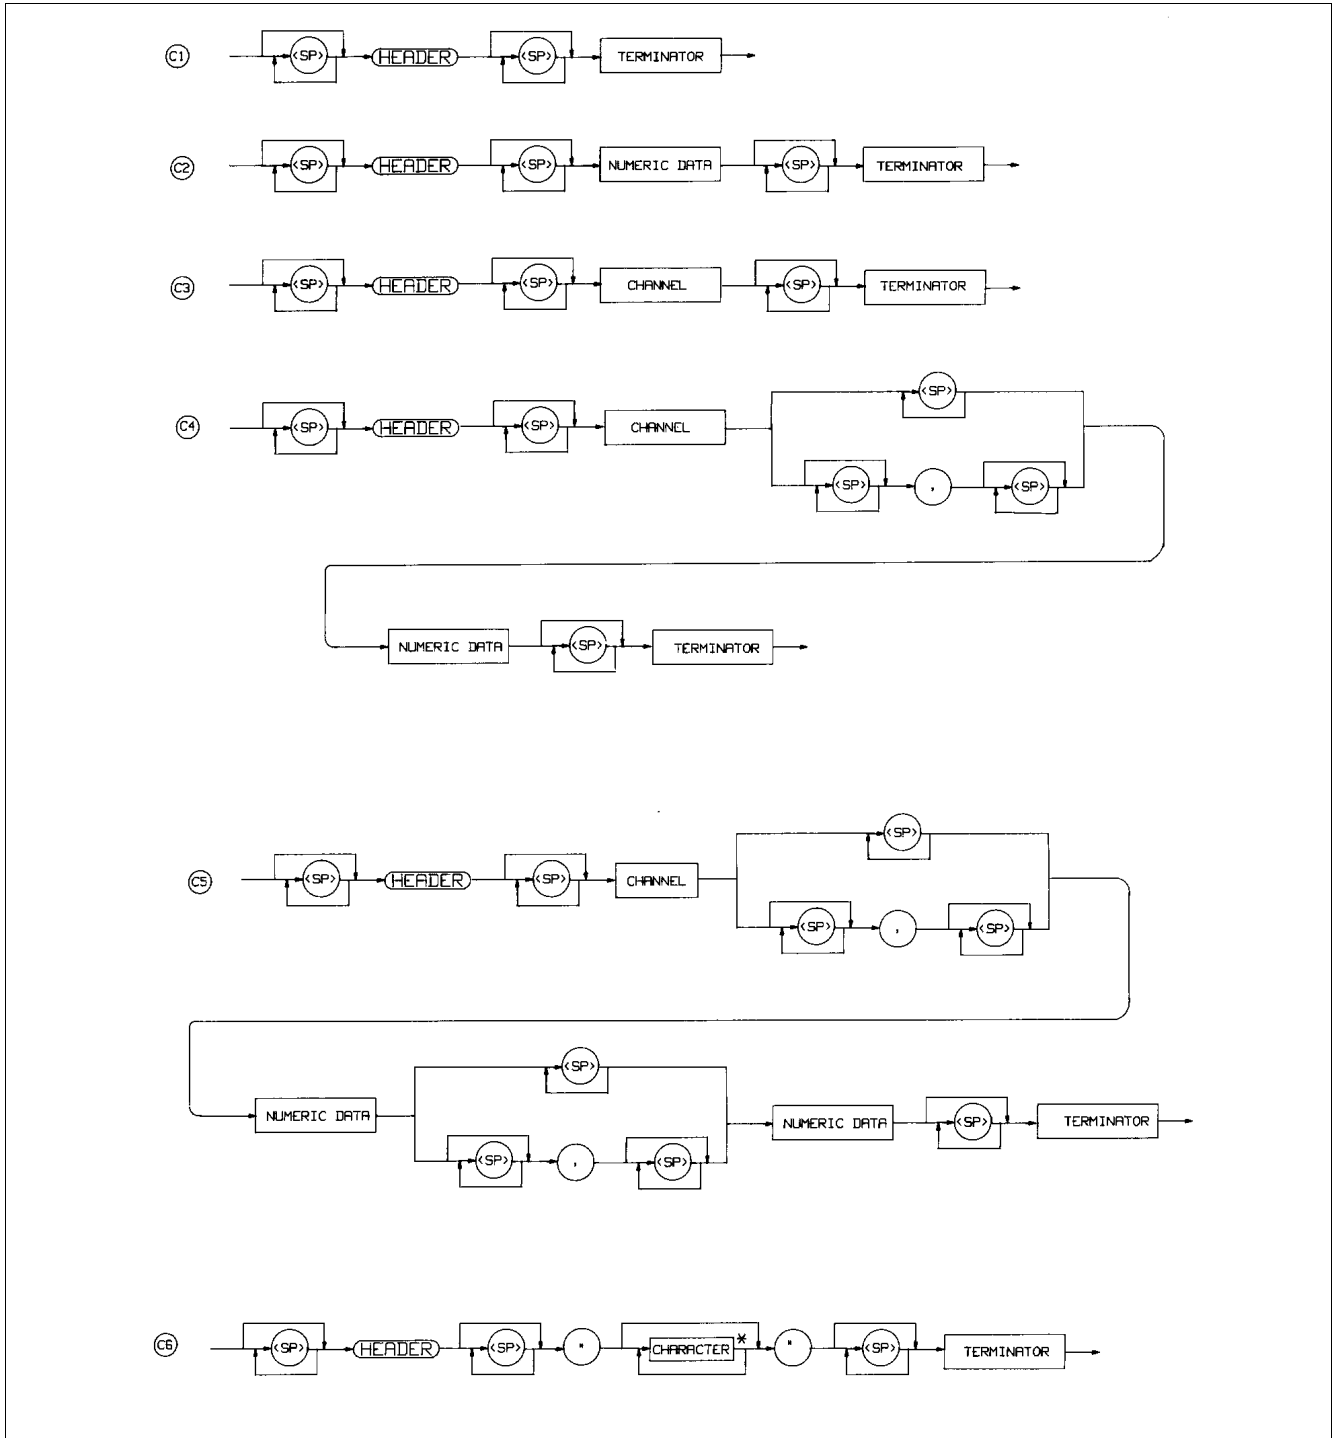 C1 <SP> HEADER <SP> TERMINATOR
C2 <SP> HEADER <SP> NUMERIC DATA <SP> TERMINATOR
C3 <SP> HEADER <SP> CHANNEL <SP> TERMINATOR
<SP>
C4 <SP> HEADER <SP> CHANNEL
<SP> , <SP>
NUMERIC DATA <SP> TERMINATOR
<SP>
C5 <SP> HEADER <SP> CHANNEL
<SP> , <SP>
<SP>
NUMERIC DATA NUMERIC DATA <SP> TERMINATOR
<SP> , <SP>
C6 <SP> HEADER <SP> " CHARACTER * " <SP> TERMINATOR